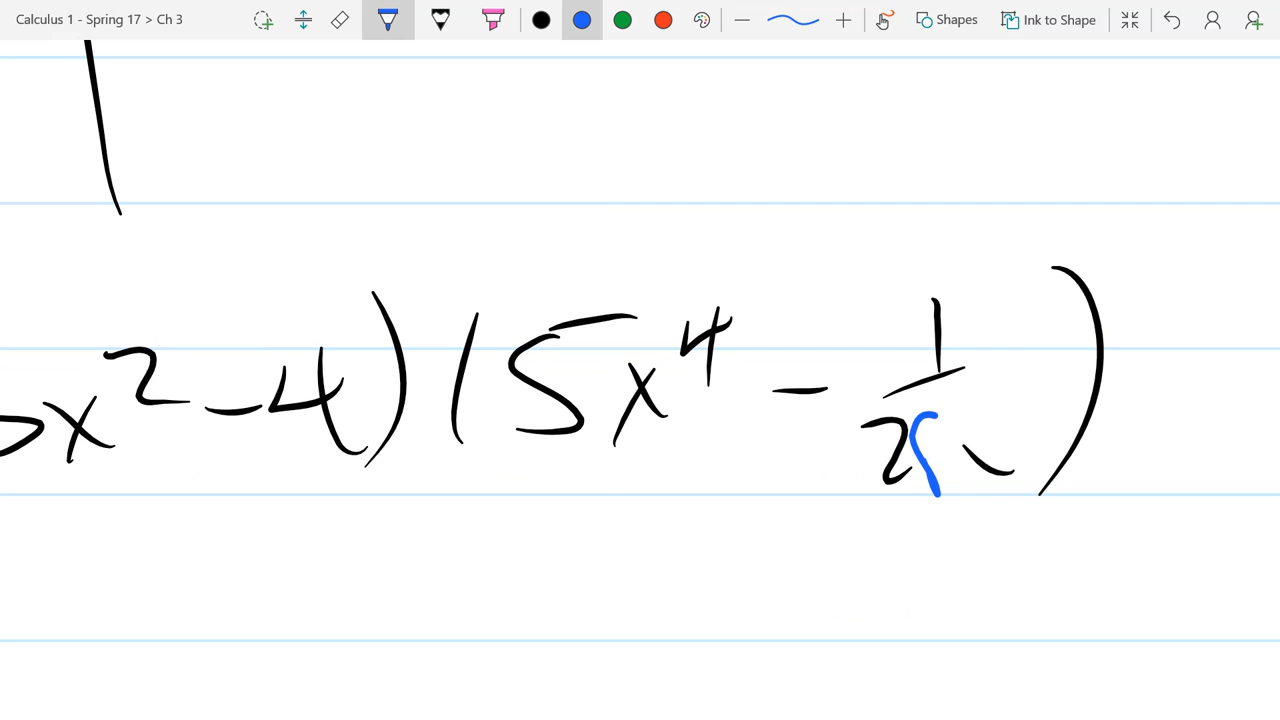 Calculus 1 - Spring 17 > Ch 3
Shapes
Ink to Shape
x² - 4)(5x⁴ - 1/2)